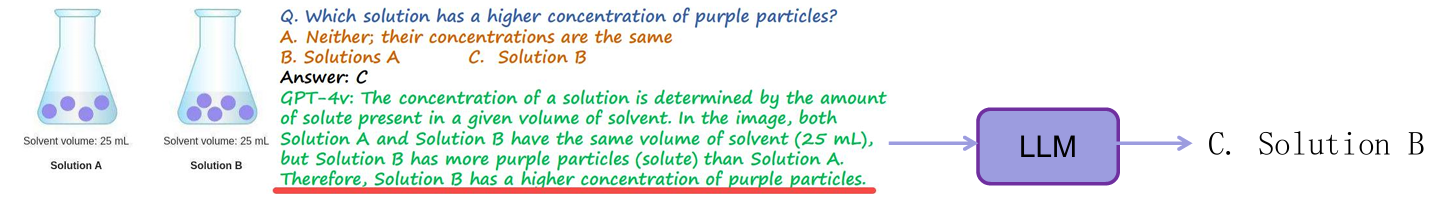 Solvent volume: 25 mL
Solution A
Solvent volume: 25 mL
Solution B
Q. Which solution has a higher concentration of purple particles?
A. Neither; their concentrations are the same
B. Solutions A C. Solution B
Answer: C
GPT-4v: The concentration of a solution is determined by the amount
of solute present in a given volume of solvent. In the image, both
Solution A and Solution B have the same volume of solvent (25 mL),
but Solution B has more purple particles (solute) than Solution A.
Therefore, Solution B has a higher concentration of purple particles.
LLM
C. Solution B